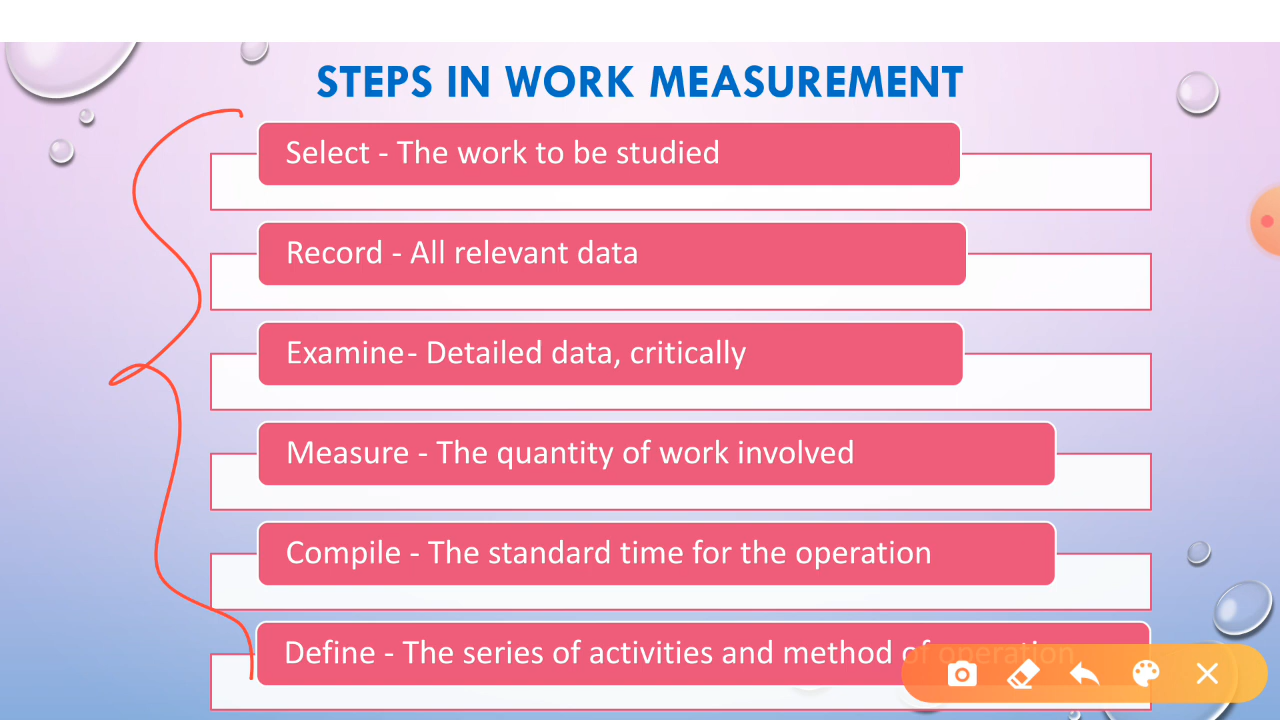 STEPS IN WORK MEASUREMENT
Select - The work to be studied
Record - All relevant data
Examine- Detailed data, critically
Measure - The quantity of work involved
Compile - The standard time for the operation
Define - The series of activities and method of operation